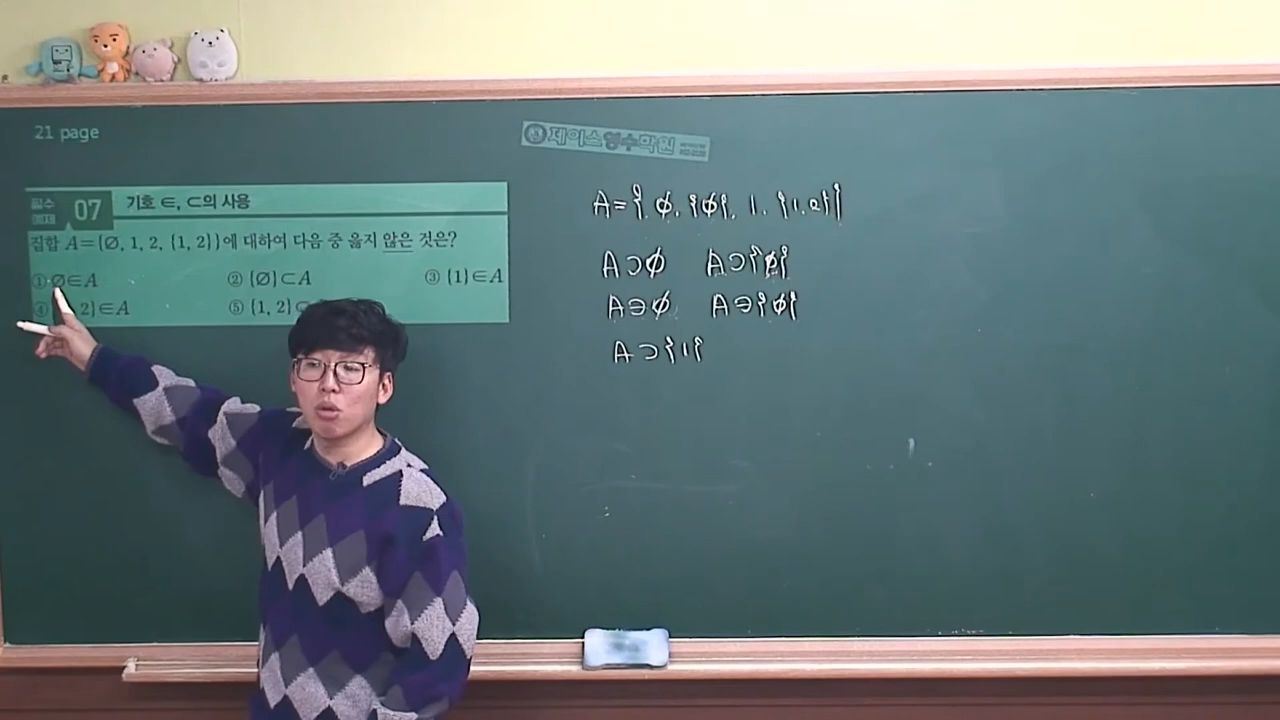 21 page
제이스영수학원
필수 예제 07 기호 ∈, ⊂의 사용
집합 A={∅, 1, 2, {1, 2}}에 대하여 다음 중 옳지 않은 것은?
① ∅∈A ② {∅}⊂A ③ {1}∈A
④ 2}∈A ⑤ {1, 2}⊂
A={∅, {∅}, 1, {1,2}}
A⊃∅ A⊃{∅}
A∋∅ A∋{∅}
A⊃{1}